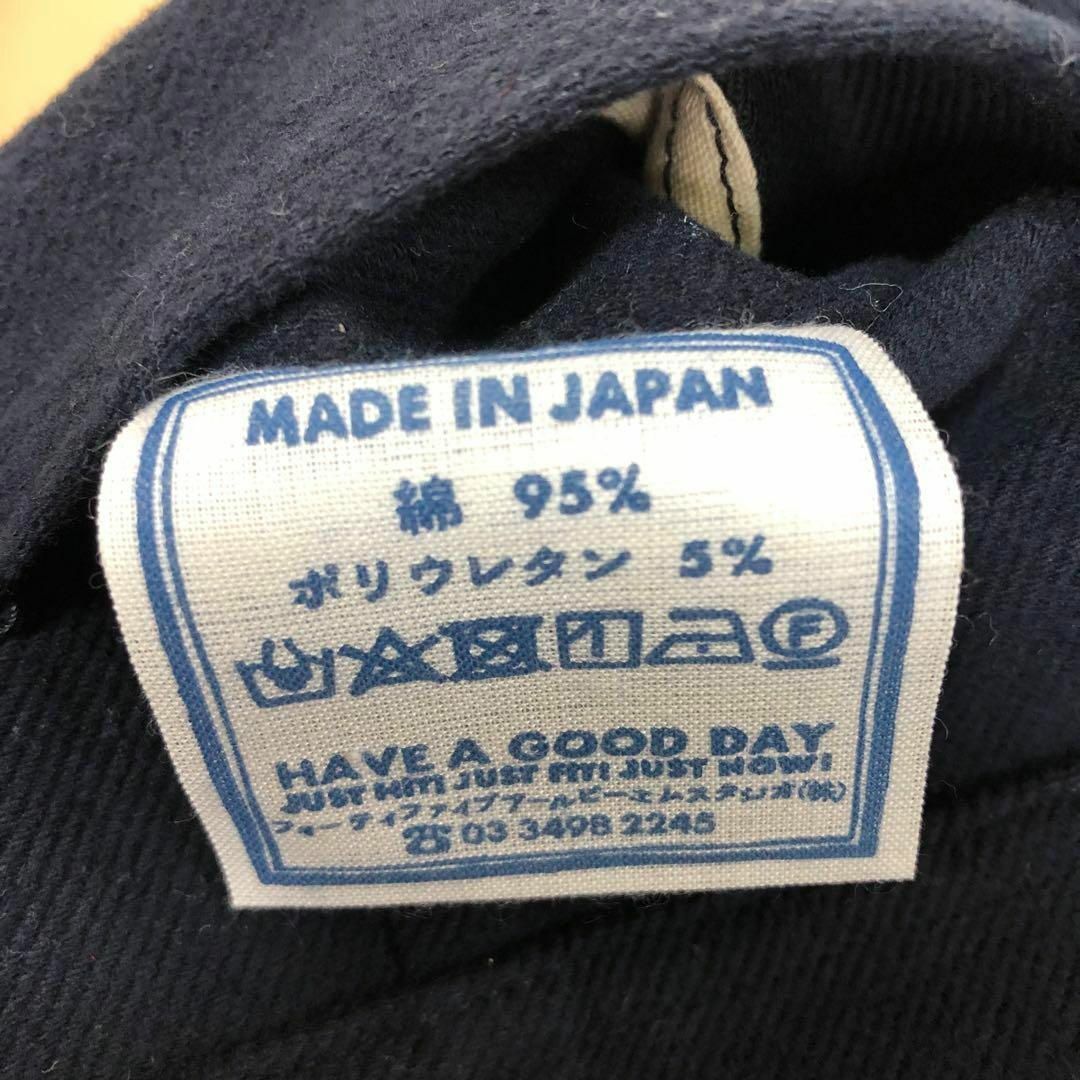 MADE IN JAPAN
綿 95%
ポリウレタン 5%
F
HAVE A GOOD DAY
JUST HIT! JUST FIT! JUST NOW!
フォーティファイブアールピーエムスタジオ(株)
☎03 3498 2245